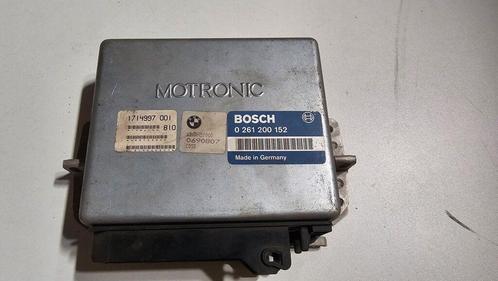 MOTRONIC
1714997 001
810
0690807
BOSCH
0 261 200 152
Made in Germany